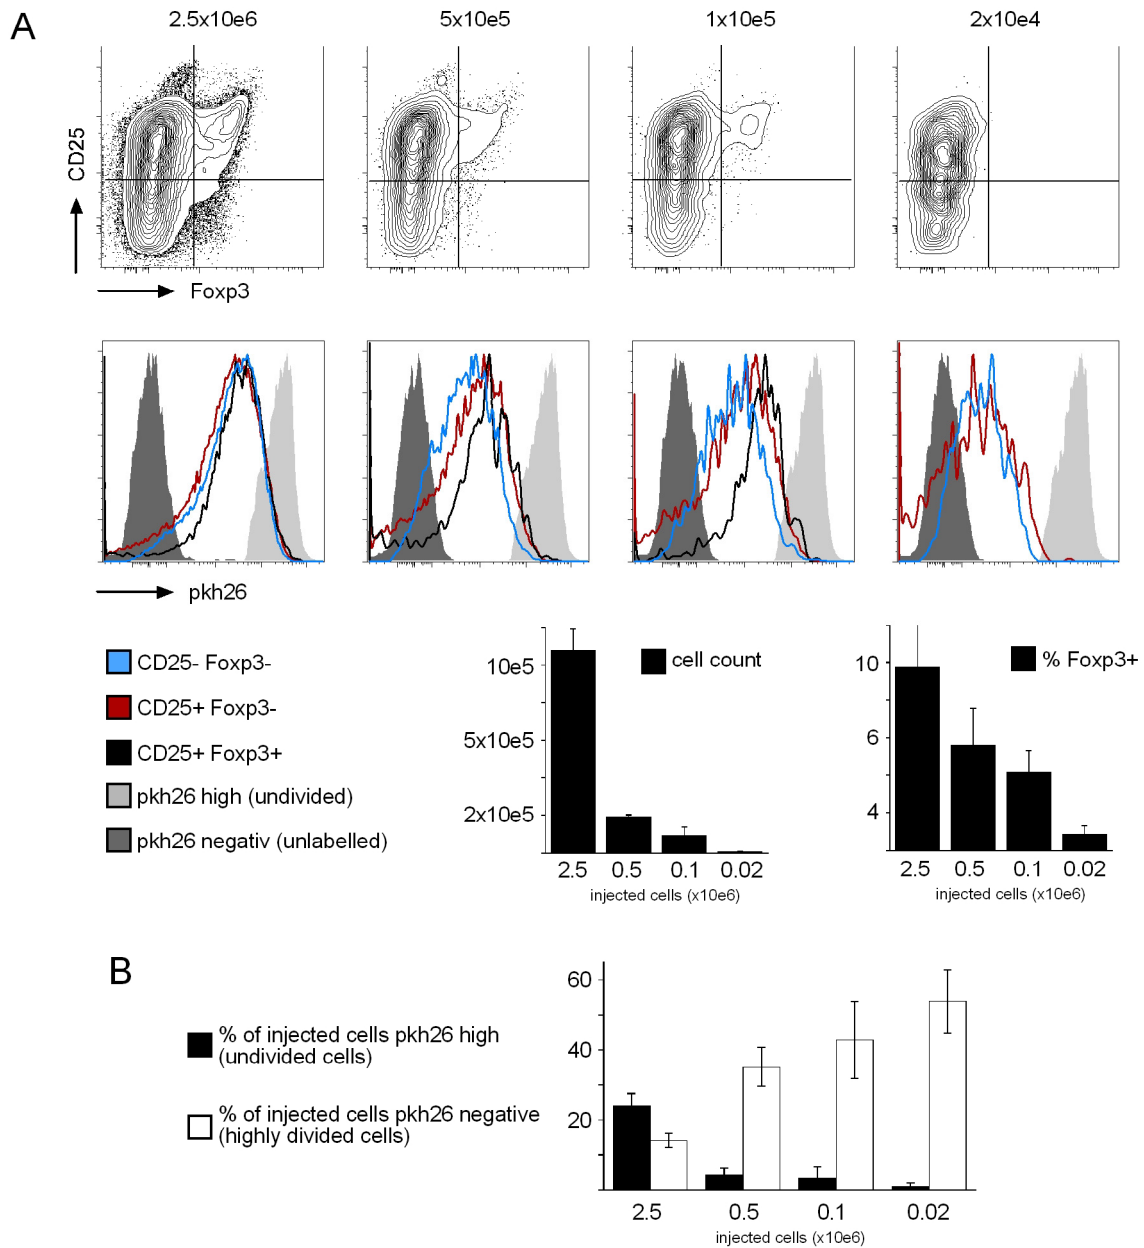 A
2.5x10e6
5x10e5
1x10e5
2x10e4
CD25
Foxp3
pkh26
CD25- Foxp3-
CD25+ Foxp3-
CD25+ Foxp3+
pkh26 high (undivided)
pkh26 negativ (unlabelled)
10e5
5x10e5
2x10e5
cell count
2.5 0.5 0.1 0.02
injected cells (x10e6)
10
6
4
% Foxp3+
2.5 0.5 0.1 0.02
injected cells (x10e6)
B
% of injected cells pkh26 high
(undivided cells)
% of injected cells pkh26 negative
(highly divided cells)
60
40
20
2.5 0.5 0.1 0.02
injected cells (x10e6)